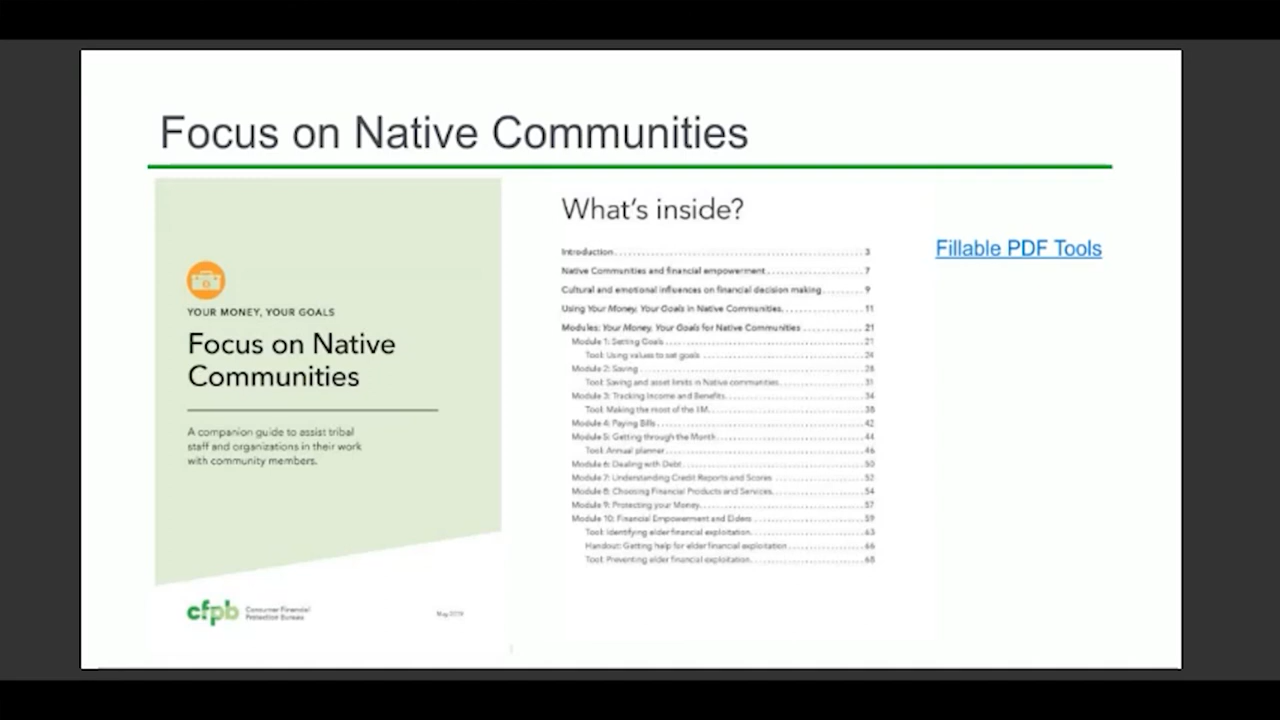 Focus on Native Communities
YOUR MONEY, YOUR GOALS
Focus on Native
Communities
A companion guide to assist tribal
staff and organizations in their work
with community members.
cfpb
Consumer Financial
Protection Bureau
What's inside?
Introduction 3
Native Communities and financial empowerment 7
Cultural and emotional influences on financial decision making 9
Using Your Money, Your Goals in Native Communities 11
Modules: Your Money, Your Goals for Native Communities 21
Module 1: Setting Goals 21
Tool: Using values to set goals 24
Module 2: Saving 28
Tool: Saving and asset limits in Native communities 31
Module 3: Tracking Income and Benefits 34
Tool: Making the most of the 38
Module 4: Paying Bills 42
Module 5: Getting through the Month 44
Tool: Annual planner 46
Module 6: Dealing with Debt 50
Module 7: Understanding Credit Reports and Scores 52
Module 8: Choosing Financial Products and Services 54
Module 9: Protecting your Money 57
Module 10: Financial Empowerment and Elders 59
Tool: Identifying elder financial exploitation 63
Handout: Getting help for elder financial exploitation 66
Tool: Preventing elder financial exploitation 68
Fillable PDF Tools